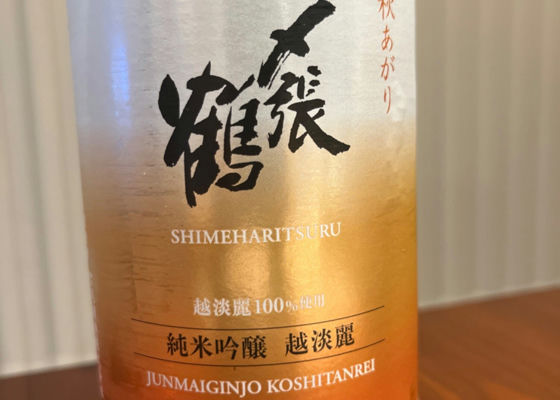 秋あがり
〆張
鶴
SHIMEHARITSURU
越淡麗100%使用
純米吟醸 越淡麗
JUNMAIGINJO KOSHITANREI